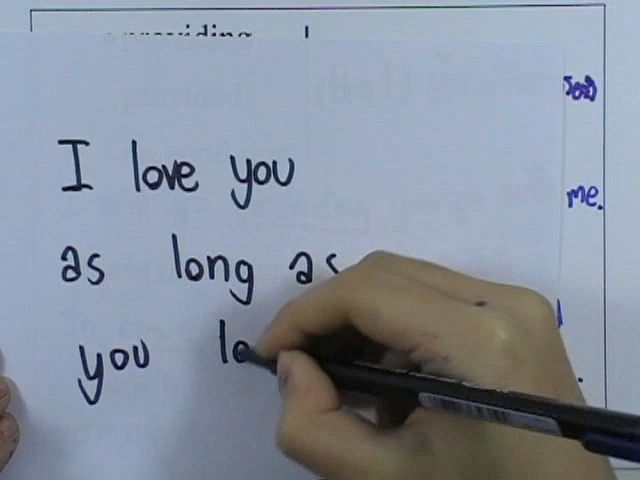 providing
I love you
me.
as long as
you lo